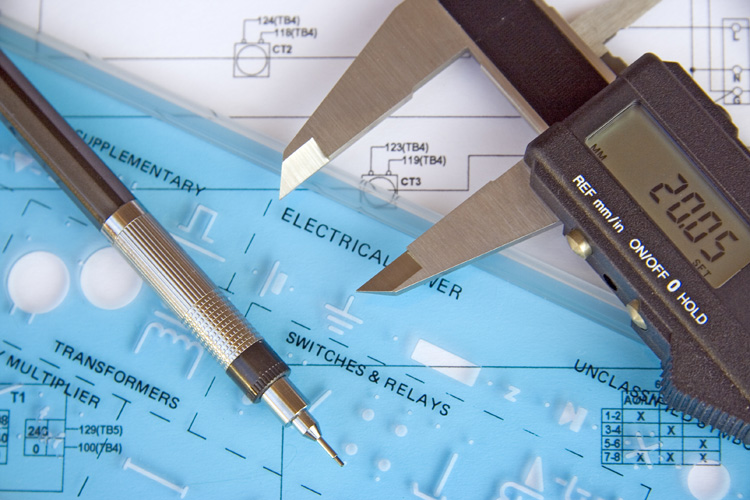 124(TB4)
118(TB4)
CT2
L
N
G
123(TB4)
119(TB4)
CT3
MM
20.05
SET
REF mm/in ON/OFF 0 HOLD
SUPPLEMENTARY
ELECTRICAL
SWITCHES & RELAYS
TRANSFORMERS
MULTIPLIER
T1
240
0
129(TB5)
100(TB4)
1-2 X
3-4 X
5-6 X X
7-8 X X X